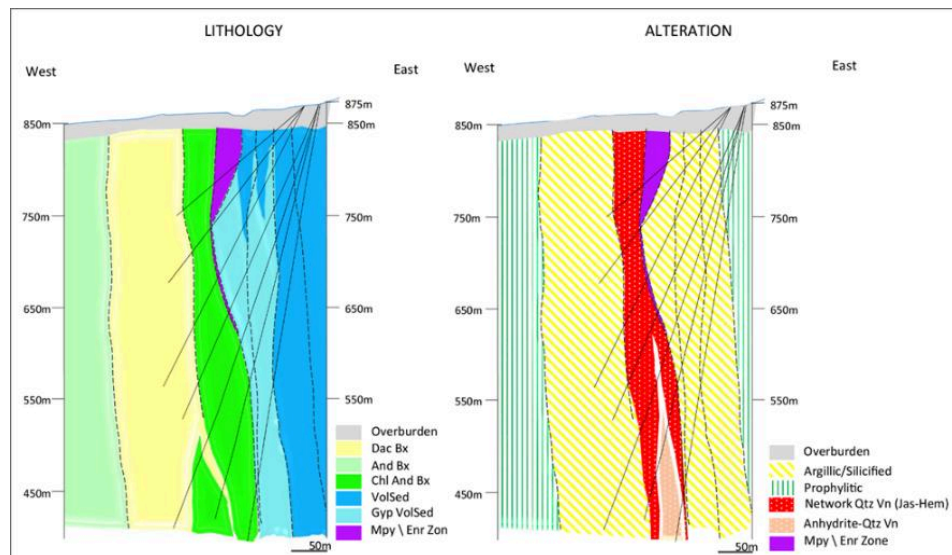 LITHOLOGY
West
East
875m
850m
850m
750m
750m
650m
650m
550m
550m
450m
Overburden
Dac Bx
And Bx
Chl And Bx
VolSed
Gyp VolSed
Mpy \ Enr Zon
50m
ALTERATION
West
East
875m
850m
850m
750m
750m
650m
650m
550m
550m
450m
Overburden
Argillic/Silicified
Prophylitic
Network Qtz Vn (Jas-Hem)
Anhydrite-Qtz Vn
Mpy \ Enr Zone
50m